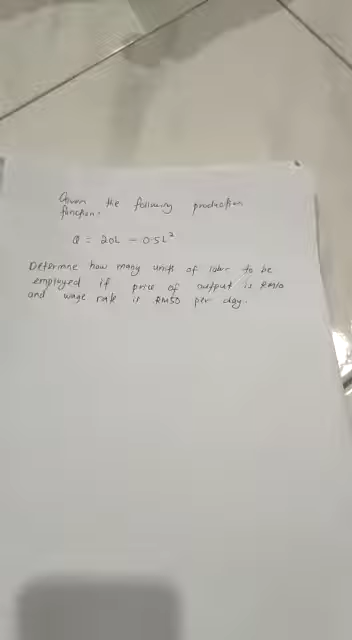 Given the following production
function:
Q = 20L - 0.5L²
Determine how many units of labr to be
employed if price of output is RM10
and wage rate is RM50 per day.